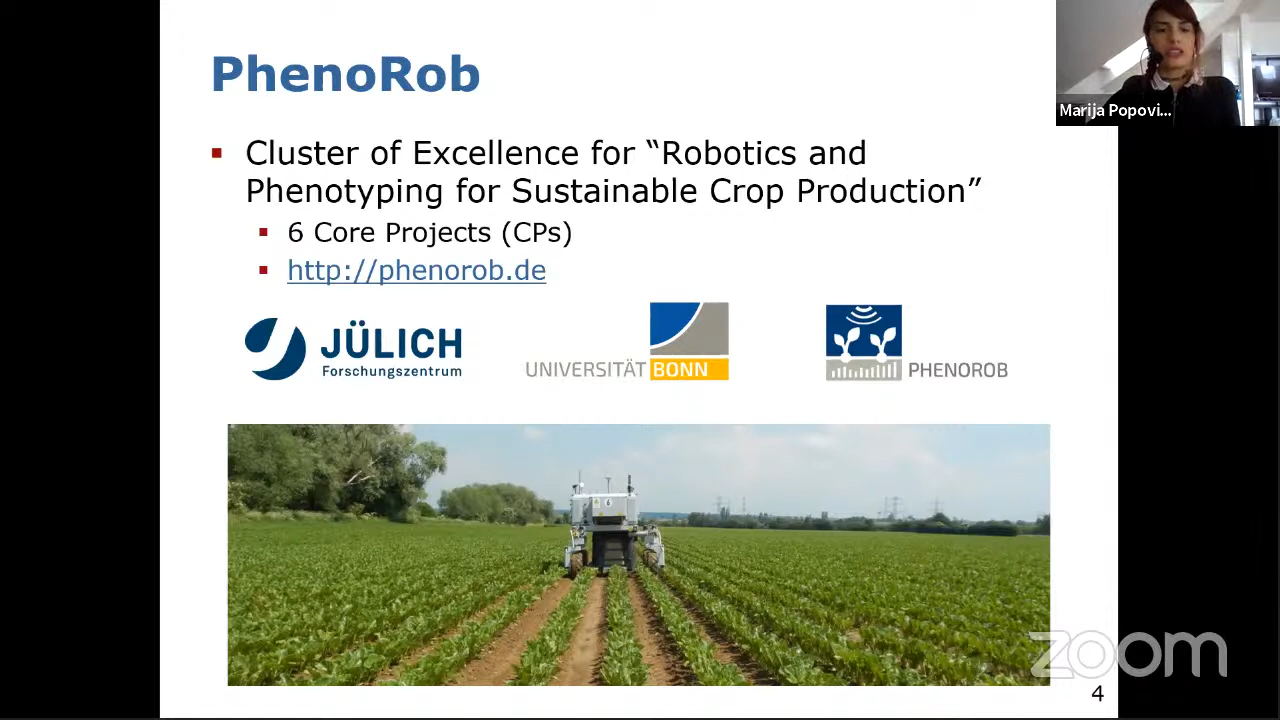 PhenoRob
Marija Popovi...
Cluster of Excellence for “Robotics and
Phenotyping for Sustainable Crop Production”
6 Core Projects (CPs)
http://phenorob.de
JÜLICH
Forschungszentrum
UNIVERSITÄT BONN
PHENOROB
zoom
4